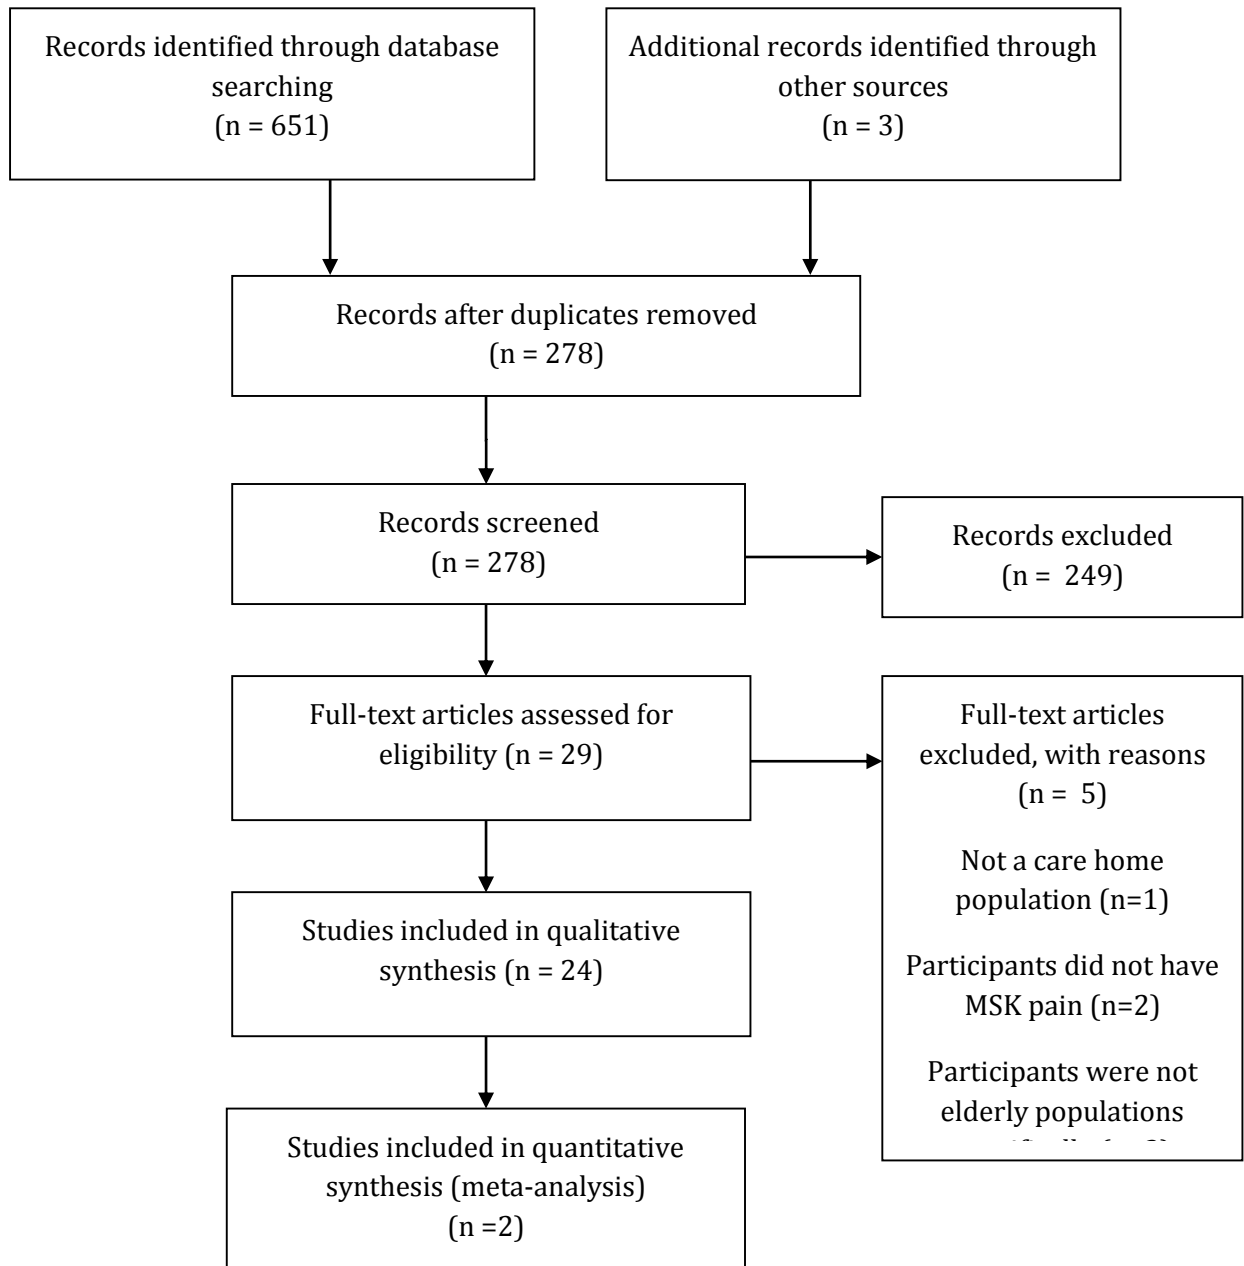 Records identified through database
searching
(n = 651)
Additional records identified through
other sources
(n = 3)
Records after duplicates removed
(n = 278)
Records screened
(n = 278)
Records excluded
(n =  249)
Full-text articles assessed for
eligibility (n = 29)
Full-text articles
excluded, with reasons
(n =  5)
Not a care home
population (n=1)
Participants did not have
MSK pain (n=2)
Participants were not
elderly populations
Studies included in qualitative
synthesis (n = 24)
Studies included in quantitative
synthesis (meta-analysis)
(n =2)